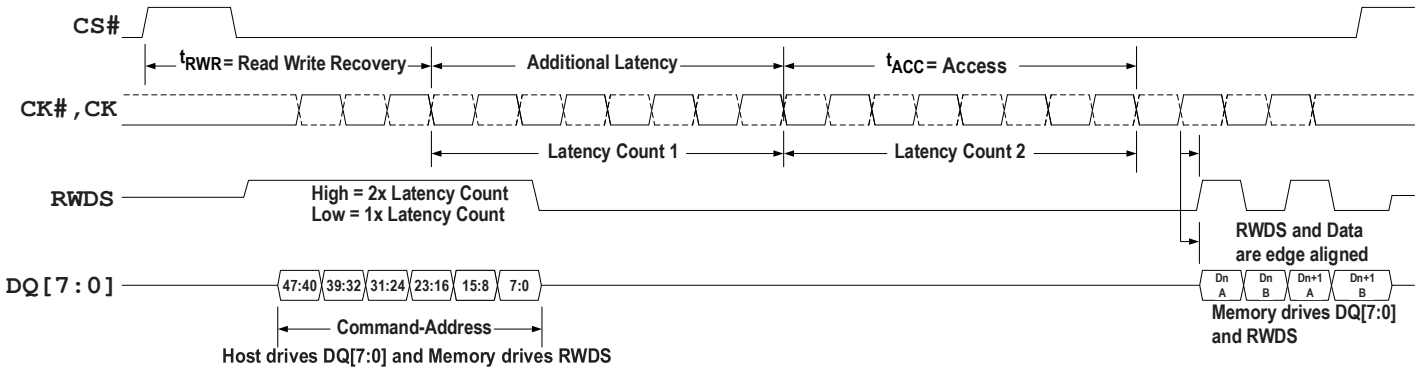 CS#
tRWR= Read Write Recovery
Additional Latency
tACC= Access
CK#,CK
Latency Count 1
Latency Count 2
RWDS
High = 2x Latency Count
Low = 1x Latency Count
RWDS and Data
are edge aligned
DQ[7:0]
47:40 39:32 31:24 23:16 15:8 7:0
Dn Dn Dn+1 Dn+1
A B A B
Command-Address
Memory drives DQ[7:0]
and RWDS
Host drives DQ[7:0] and Memory drives RWDS